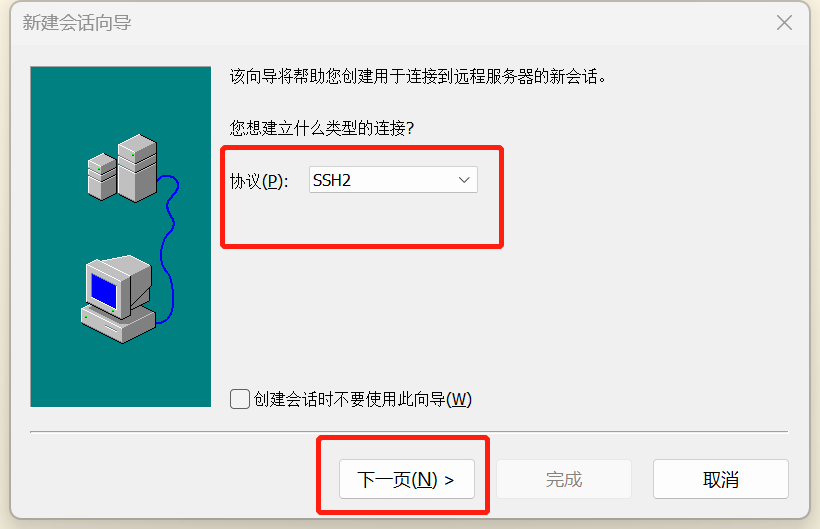 新建会话向导
该向导将帮助您创建用于连接到远程服务器的新会话。
您想建立什么类型的连接?
协议(P): SSH2
创建会话时不要使用此向导(W)
下一页(N) > 完成 取消